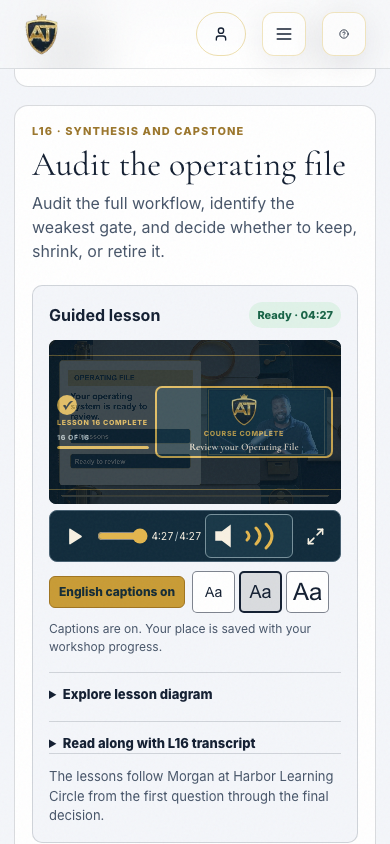 AT
L16 · SYNTHESIS AND CAPSTONE
Audit the operating file
Audit the full workflow, identify the
weakest gate, and decide whether to keep,
shrink, or retire it.
Guided lesson
Ready · 04:27
OPERATING FILE
Your operating
system is ready to
review.
LESSON 16 COMPLETE
16 OF 16
lessons
Ready to review
AT
COURSE COMPLETE
Review your Operating File
4:27/4:27
English captions on
Aa
Aa
Aa
Captions are on. Your place is saved with your
workshop progress.
Explore lesson diagram
Read along with L16 transcript
The lessons follow Morgan at Harbor Learning
Circle from the first question through the final
decision.